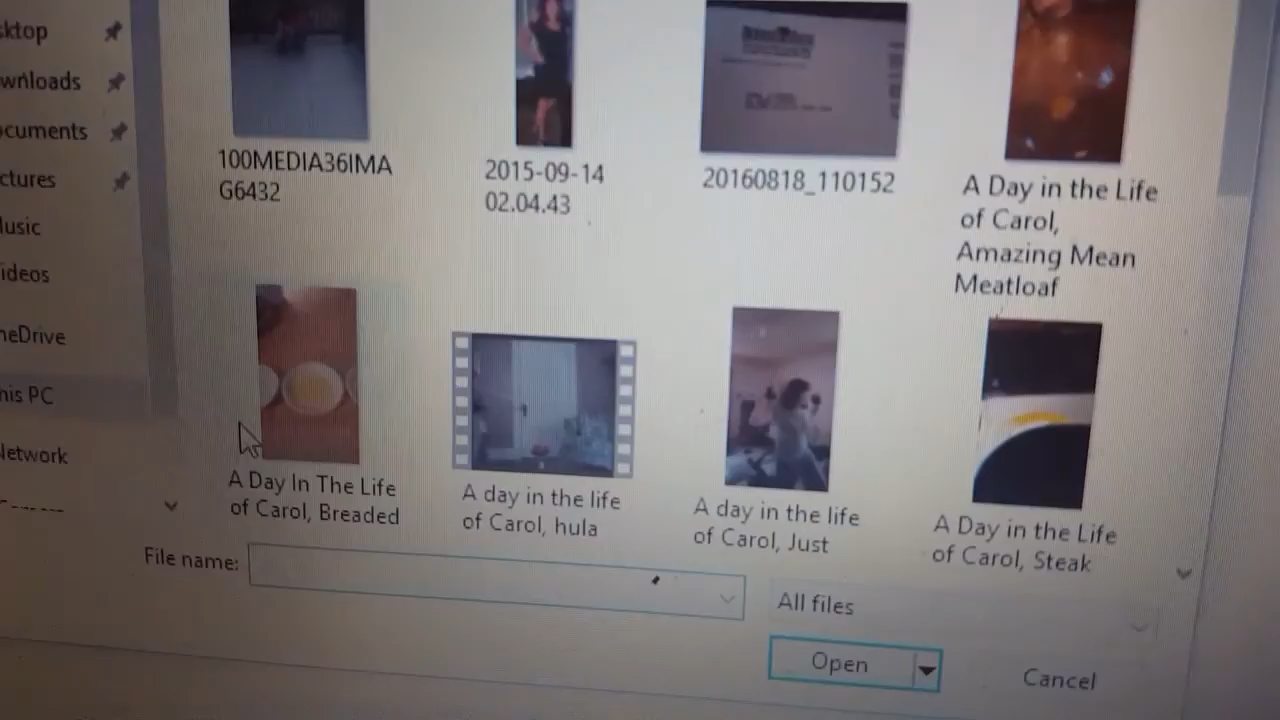 sktop
wnloads
ocuments
ctures
lusic
ideos
neDrive
his PC
Network
100MEDIA36IMA
G6432
2015-09-14
02.04.43
20160818_110152
A Day in the Life
of Carol,
Amazing Mean
Meatloaf
A Day In The Life
of Carol, Breaded
A day in the life
of Carol, hula
A day in the life
of Carol, Just
A Day in the Life
of Carol, Steak
File name:
All files
Open
Cancel